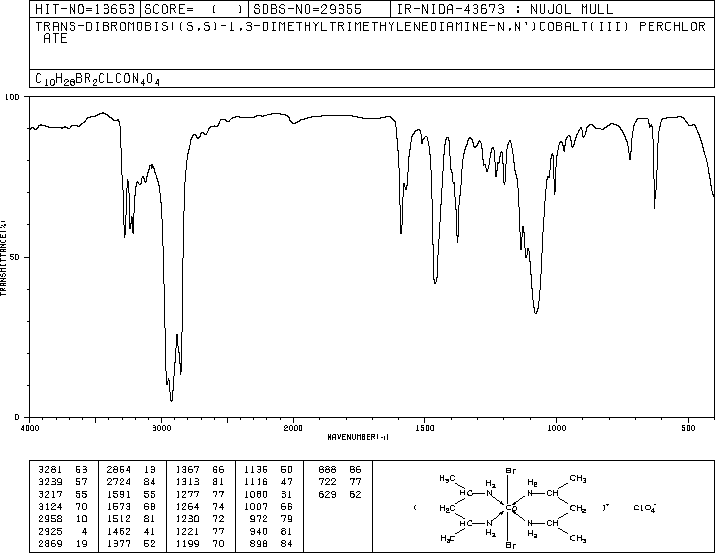 HIT-NO=13653 SCORE= ( ) SDBS-NO=29355 IR-NIDA-43673 : NUJOL MULL
TRANS-DIBROMOBIS((S,S)-1,3-DIMETHYLTRIMETHYLENEDIAMINE-N,N')COBALT(III) PERCHLOR
ATE
C10H28BR2CLCON4O4
100
50
0
TRANSMITTANCE(%)
4000 3000 2000 1500 1000 500
WAVENUMBER(-1)
3281 53 2854 13 1367 66 1136 50 888 86
3239 57 2724 84 1313 81 1116 47 722 77
3217 55 1591 55 1277 77 1080 31 629 62
3124 70 1573 68 1264 74 1007 66
2958 10 1512 81 1230 72 972 79
2925 4 1462 41 1221 77 940 81
2869 19 1377 52 1199 70 898 84
Br
H3C H2 H2 CH3
HC—N N—CH
( H2C Co CH2 )+ ClO4-
HC—N N—CH
H3C H2 H2 CH3
Br